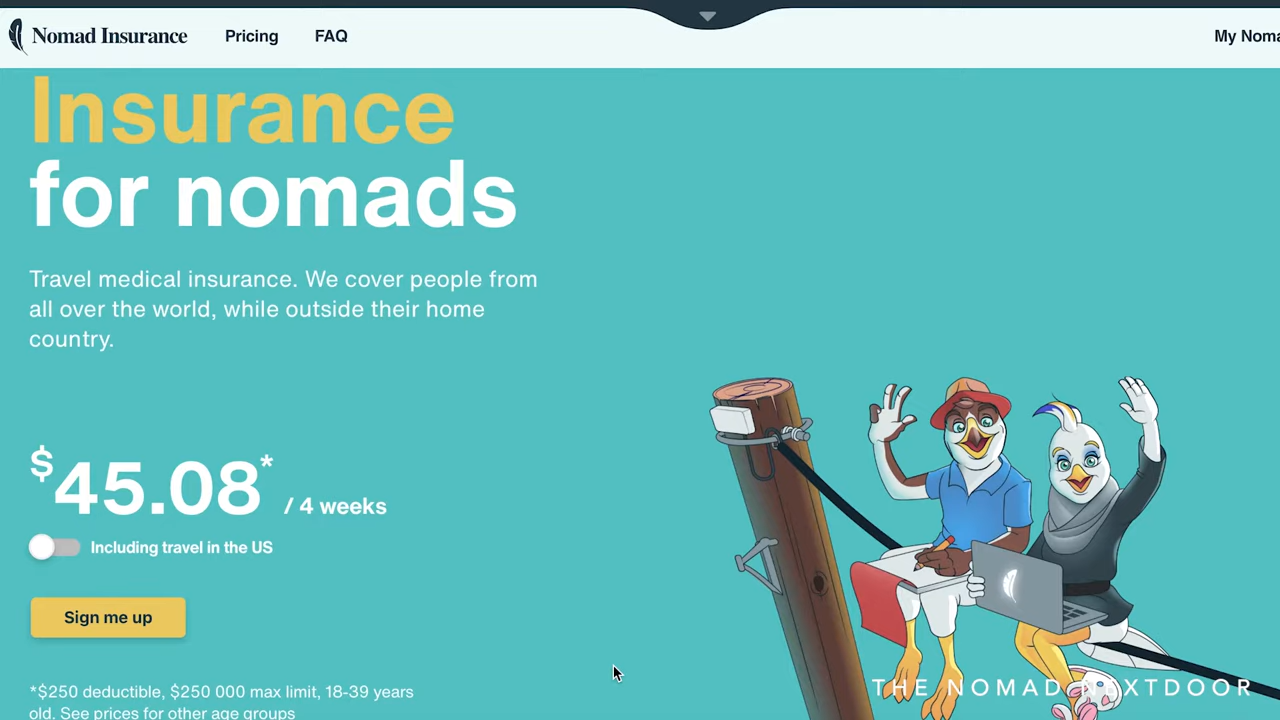 Nomad Insurance
Pricing
FAQ
My Noma
Insurance
for nomads
Travel medical insurance. We cover people from
all over the world, while outside their home
country.
$45.08*
/ 4 weeks
Including travel in the US
Sign me up
*$250 deductible, $250 000 max limit, 18-39 years
old. See prices for other age groups
THE NOMAD NEXTDOOR